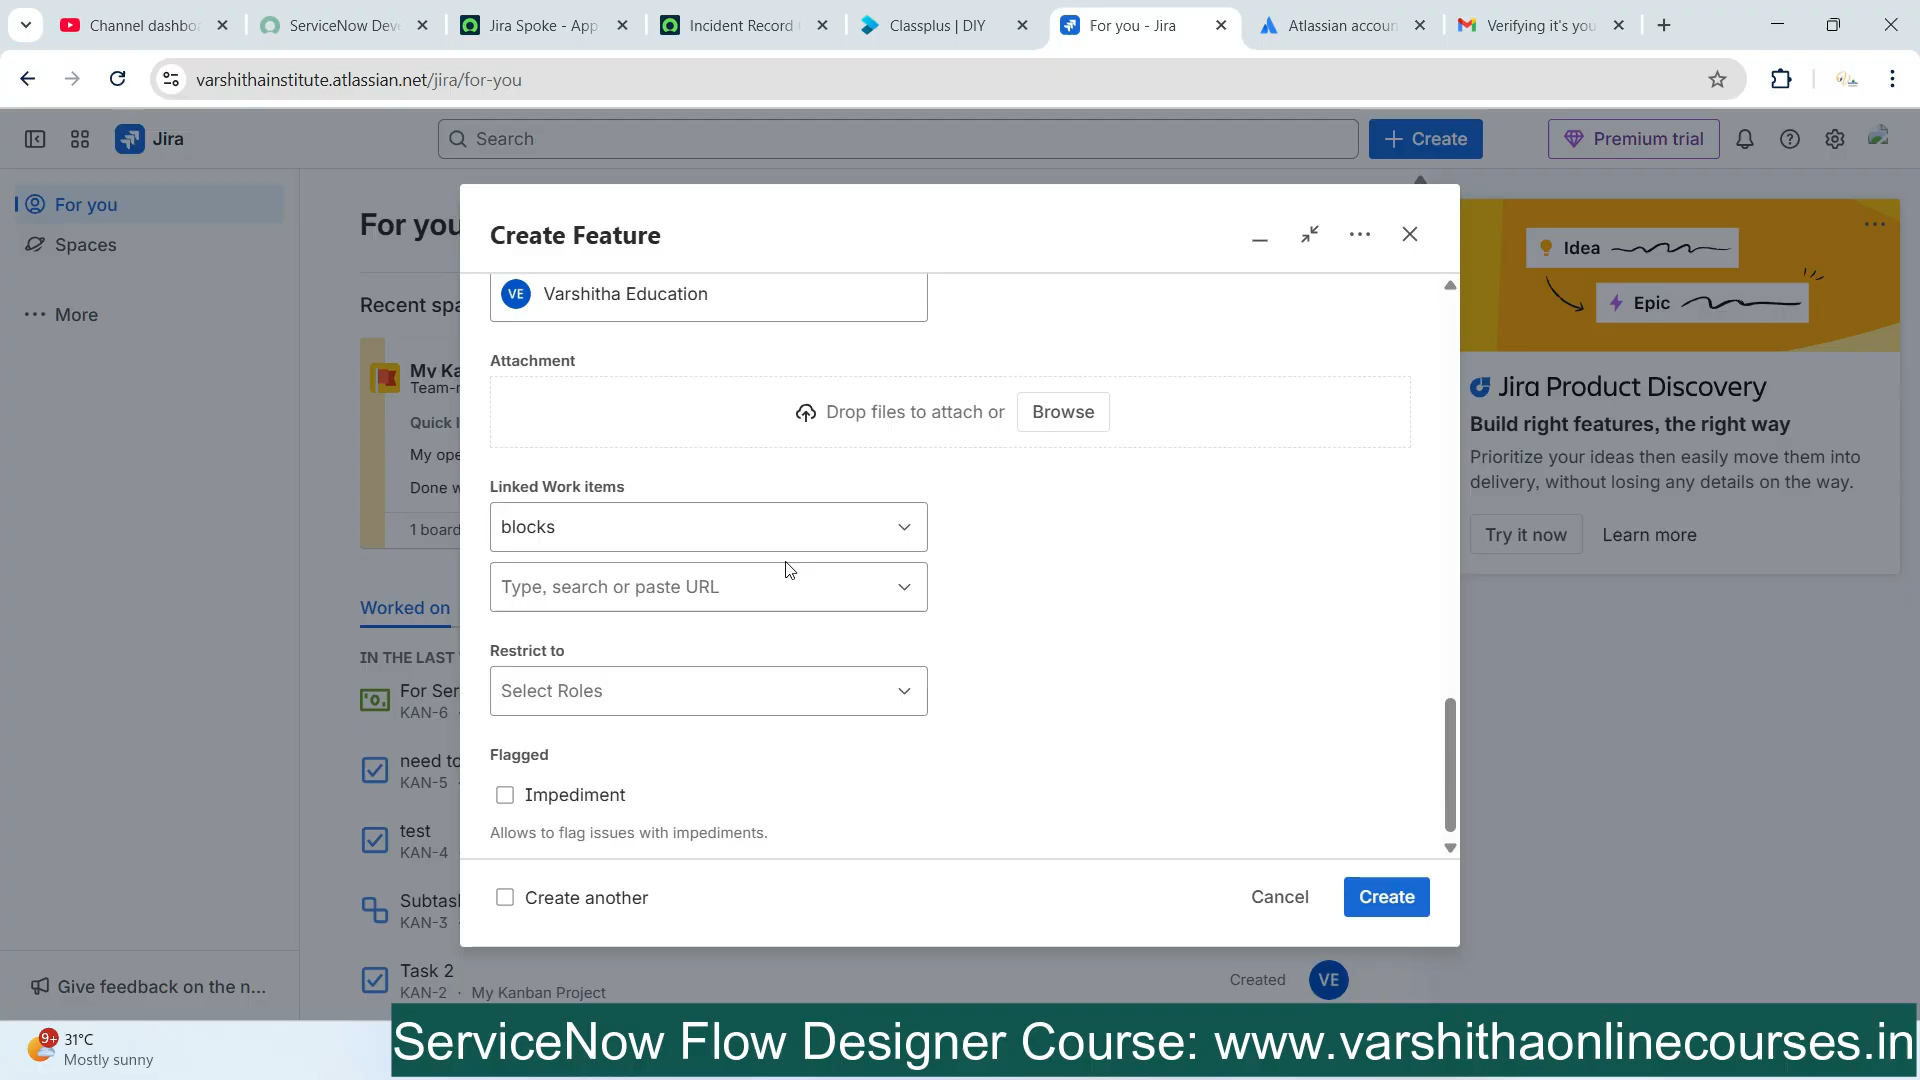 Channel dashbo
ServiceNow Dev
Jira Spoke - App
Incident Record
Classplus | DIY
For you - Jira
Atlassian accoun
Verifying it's you
varshithainstitute.atlassian.net/jira/for-you
Jira
Search
Create
Premium trial
For you
Spaces
More
For you
Recent spa
My Ka
Team-m
Quick l
My ope
Done w
1 board
Worked on
IN THE LAST
For Ser
KAN-6
need to
KAN-5
test
KAN-4
Subtas
KAN-3
Task 2
KAN-2 · My Kanban Project
Created
VE
Create Feature
VE Varshitha Education
Attachment
Drop files to attach or Browse
Linked Work items
blocks
Type, search or paste URL
Restrict to
Select Roles
Flagged
Impediment
Allows to flag issues with impediments.
Create another
Cancel
Create
Idea
Epic
Jira Product Discovery
Build right features, the right way
Prioritize your ideas then easily move them into
delivery, without losing any details on the way.
Try it now
Learn more
Give feedback on the n...
9+
31°C
Mostly sunny
ServiceNow Flow Designer Course: www.varshithaonlinecourses.in